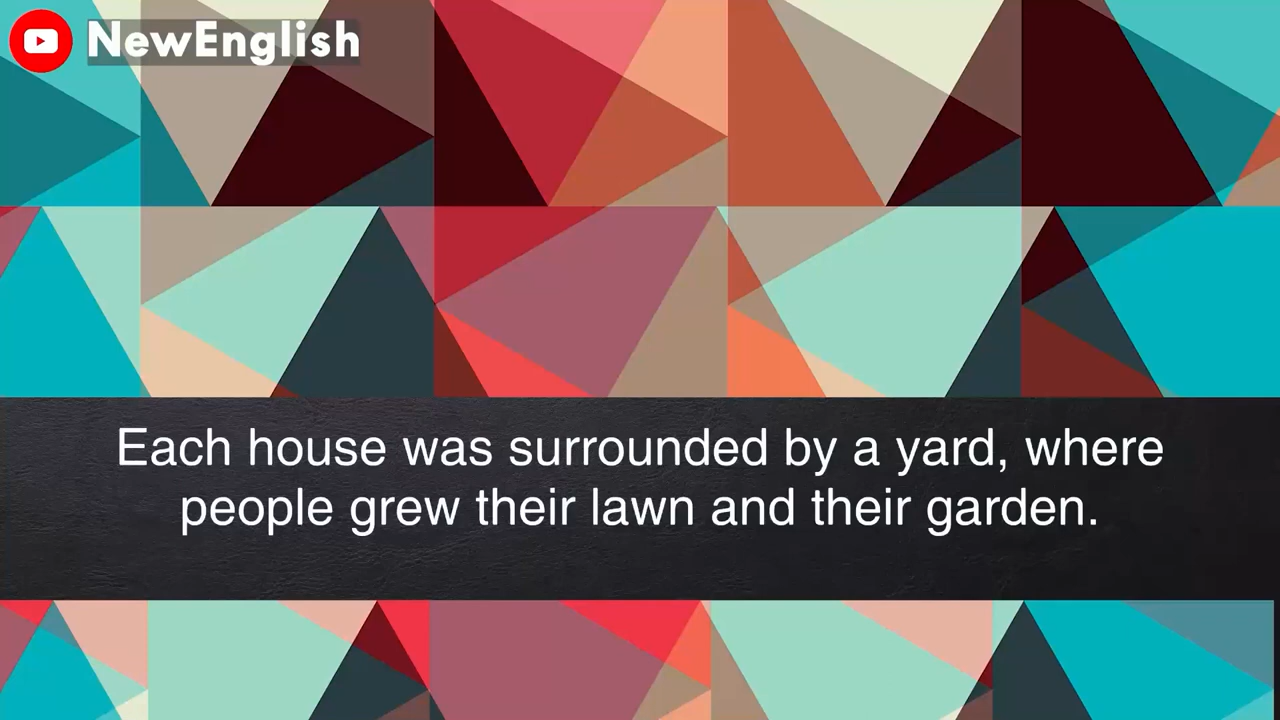 NewEnglish
Each house was surrounded by a yard, where
people grew their lawn and their garden.